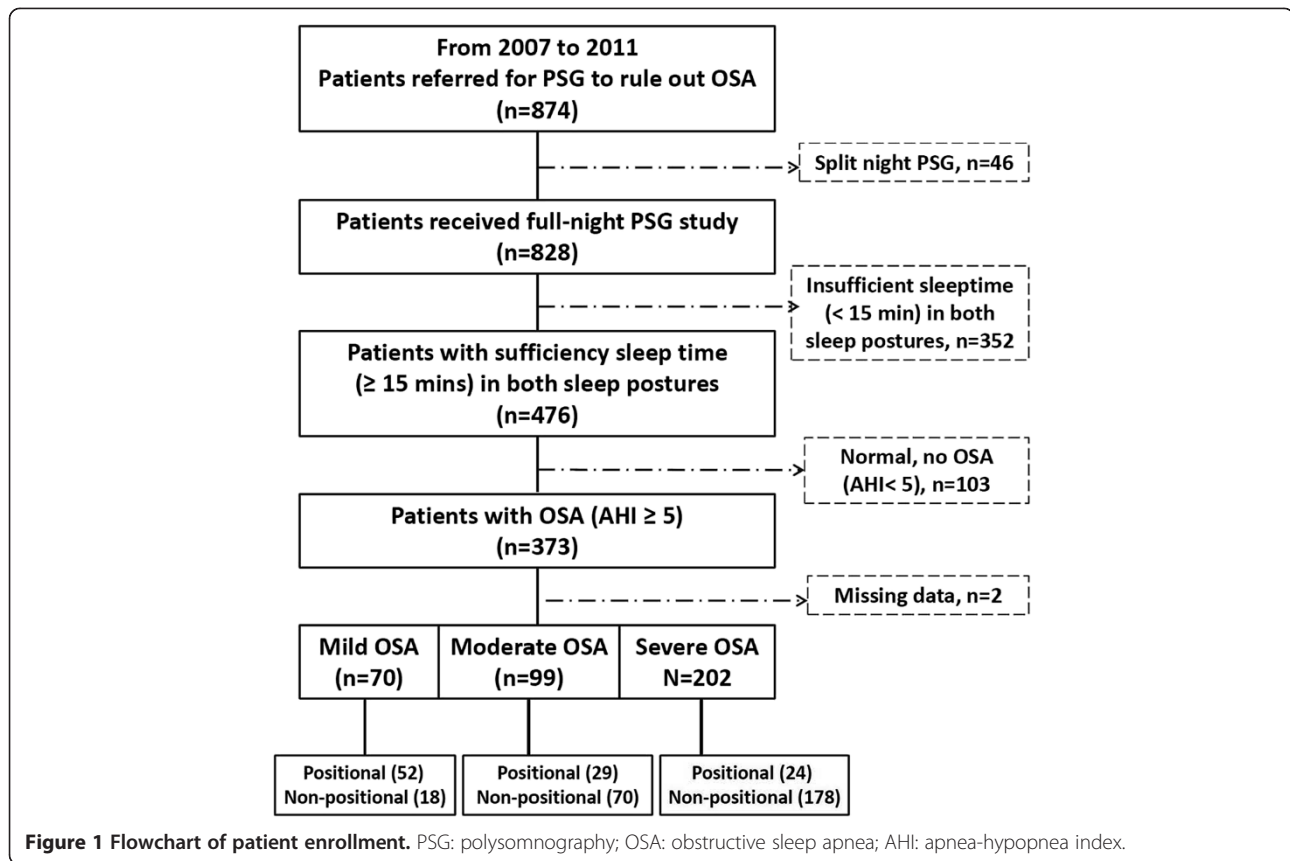 From 2007 to 2011
Patients referred for PSG to rule out OSA
(n=874)
Split night PSG, n=46
Patients received full-night PSG study
(n=828)
Insufficient sleeptime
(< 15 min) in both
sleep postures, n=352
Patients with sufficiency sleep time
(≥ 15 mins) in both sleep postures
(n=476)
Normal, no OSA
(AHI< 5), n=103
Patients with OSA (AHI ≥ 5)
(n=373)
Missing data, n=2
Mild OSA
(n=70)
Moderate OSA
(n=99)
Severe OSA
N=202
Positional (52)
Non-positional (18)
Positional (29)
Non-positional (70)
Positional (24)
Non-positional (178)
Figure 1 Flowchart of patient enrollment. PSG: polysomnography; OSA: obstructive sleep apnea; AHI: apnea-hypopnea index.